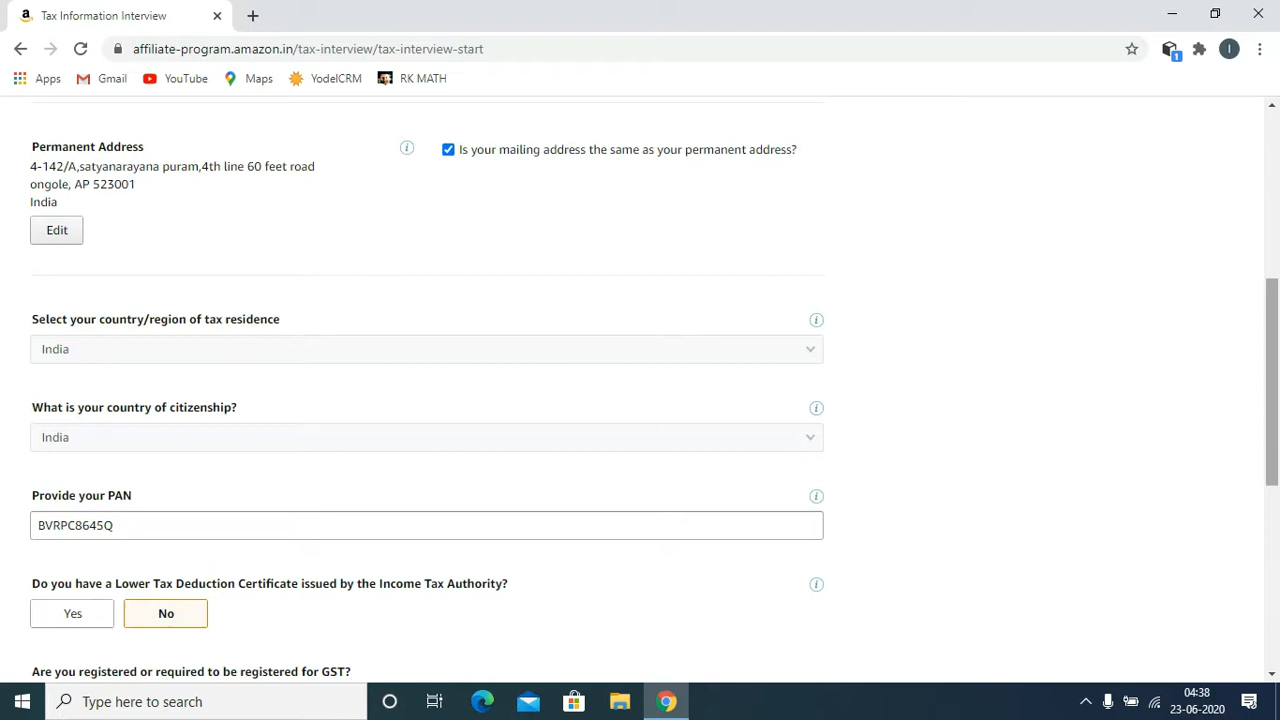 Tax Information Interview
affiliate-program.amazon.in/tax-interview/tax-interview-start
1
I
Apps Gmail YouTube Maps YodelCRM RK MATH
Permanent Address
4-142/A,satyanarayana puram,4th line 60 feet road
ongole, AP 523001
India
Edit
Is your mailing address the same as your permanent address?
Select your country/region of tax residence
India
What is your country of citizenship?
India
Provide your PAN
BVRPC8645Q
Do you have a Lower Tax Deduction Certificate issued by the Income Tax Authority?
Yes No
Are you registered or required to be registered for GST?
Type here to search
04:38
23-06-2020